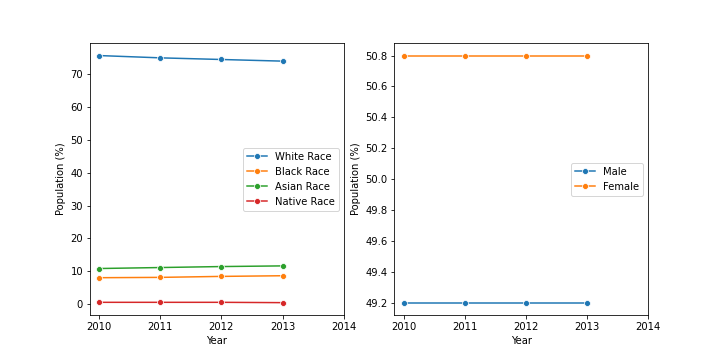 Population (%)
70
60
50
40
30
20
10
0
White Race
Black Race
Asian Race
Native Race
2010 2011 2012 2013 2014
Year
Population (%)
50.8
50.6
50.4
50.2
50.0
49.8
49.6
49.4
49.2
Male
Female
2010 2011 2012 2013 2014
Year